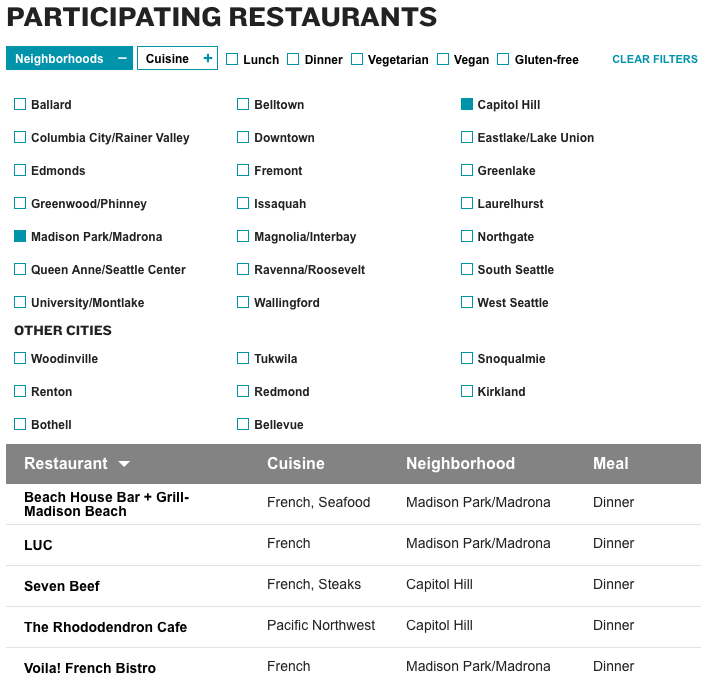 PARTICIPATING RESTAURANTS
Neighborhoods − Cuisine + Lunch Dinner Vegetarian Vegan Gluten-free CLEAR FILTERS
Ballard Belltown Capitol Hill
Columbia City/Rainer Valley Downtown Eastlake/Lake Union
Edmonds Fremont Greenlake
Greenwood/Phinney Issaquah Laurelhurst
Madison Park/Madrona Magnolia/Interbay Northgate
Queen Anne/Seattle Center Ravenna/Roosevelt South Seattle
University/Montlake Wallingford West Seattle
OTHER CITIES
Woodinville Tukwila Snoqualmie
Renton Redmond Kirkland
Bothell Bellevue
Restaurant Cuisine Neighborhood Meal
Beach House Bar + Grill-
Madison Beach French, Seafood Madison Park/Madrona Dinner
LUC French Madison Park/Madrona Dinner
Seven Beef French, Steaks Capitol Hill Dinner
The Rhododendron Cafe Pacific Northwest Capitol Hill Dinner
Voila! French Bistro French Madison Park/Madrona Dinner